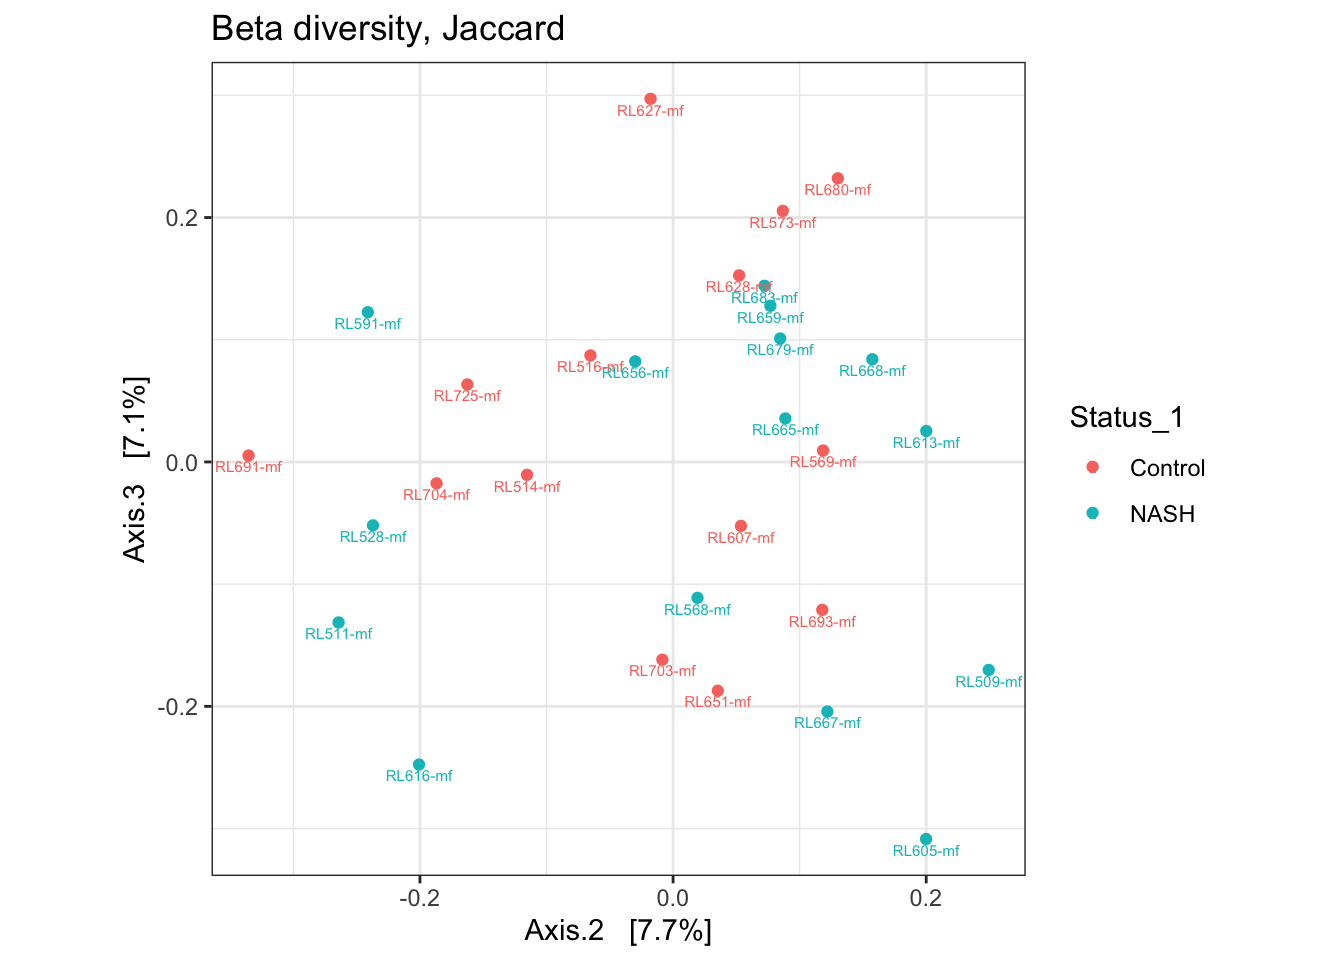 Beta diversity, Jaccard
RL627-mf
RL680-mf
RL573-mf
RL628-mf
RL683-mf
RL659-mf
RL591-mf
RL679-mf
RL516-mf
RL656-mf
RL668-mf
RL725-mf
RL665-mf
RL613-mf
RL691-mf
RL569-mf
RL704-mf
RL514-mf
RL528-mf
RL607-mf
RL568-mf
RL693-mf
RL511-mf
RL703-mf
RL509-mf
RL651-mf
RL667-mf
RL616-mf
RL605-mf
0.2
0.0
-0.2
Axis.3 [7.1%]
-0.2
0.0
0.2
Axis.2 [7.7%]
Status_1
Control
NASH